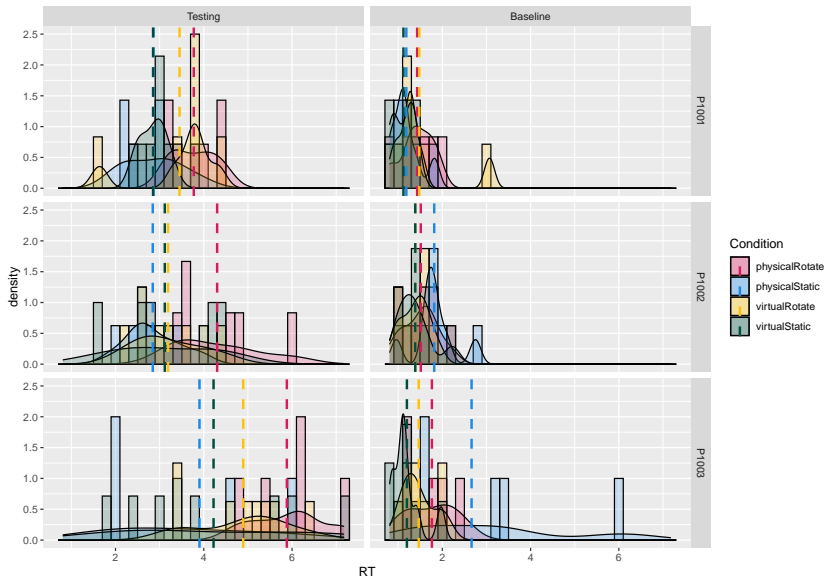 Testing
Baseline
2.5
2.0
1.5
1.0
0.5
0.0
P1001
2.5
2.0
1.5
1.0
0.5
0.0
P1002
density
2.5
2.0
1.5
1.0
0.5
0.0
P1003
2 4 6
2 4 6
RT
Condition
physicalRotate
physicalStatic
virtualRotate
virtualStatic